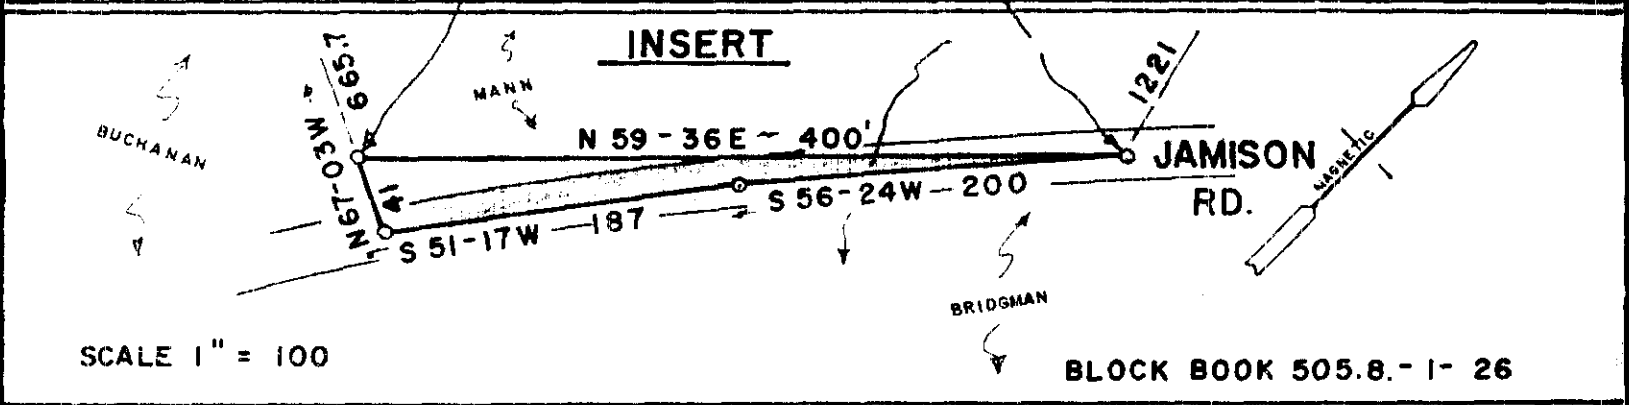 INSERT
665.7
MANN
1221
BUCHANAN
N 59-36E ~ 400'
JAMISON
RD.
MAGNETIC
N67-03W
41
S 56-24W-200
S 51-17W-187
BRIDGMAN
SCALE 1" = 100
BLOCK BOOK 505.8.-1-26